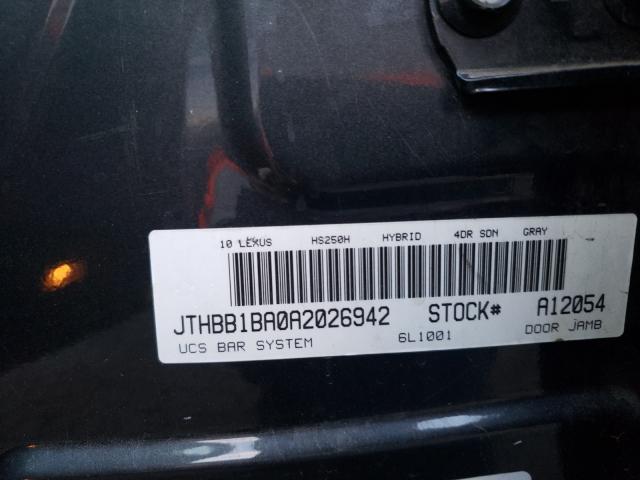 10 LEXUS HS250H HYBRID 4DR SDN GRAY
JTHBB1BA0A2026942 STOCK# A12054
UCS BAR SYSTEM 6L1001 DOOR JAMB